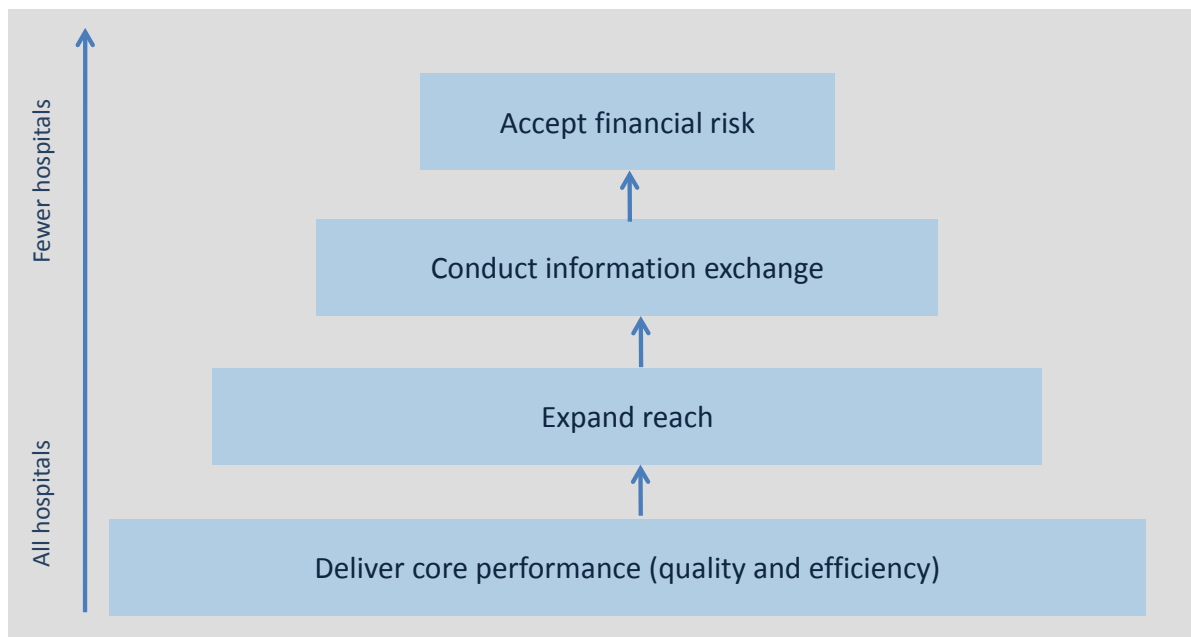 Fewer hospitals
All hospitals
Accept financial risk
Conduct information exchange
Expand reach
Deliver core performance (quality and efficiency)